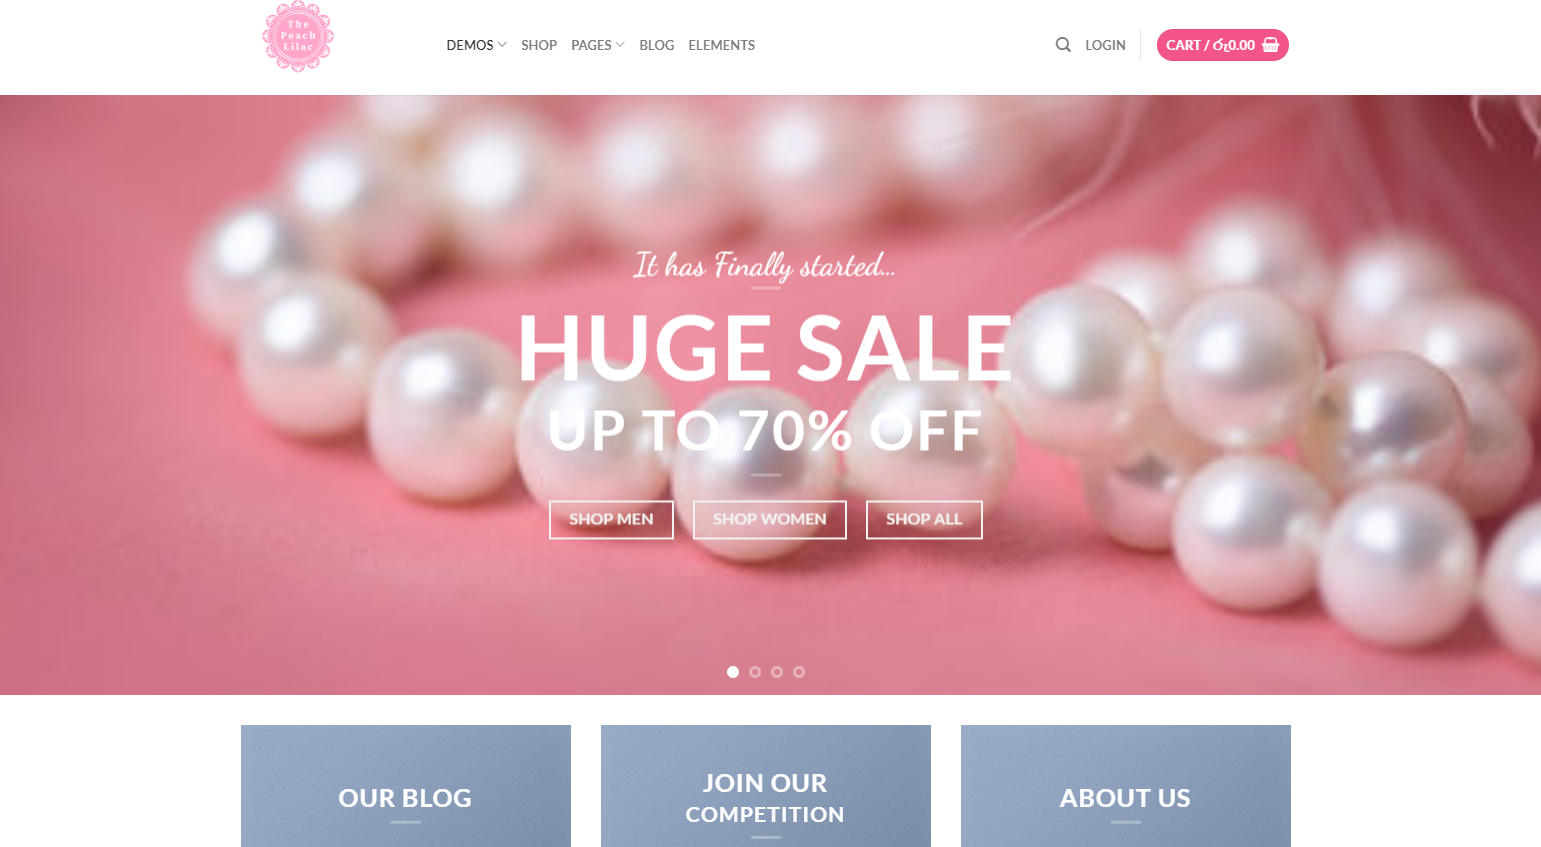 The
Peach
Lilac
DEMOS SHOP PAGES BLOG ELEMENTS
LOGIN
CART / රු0.00
It has Finally started...
HUGE SALE
UP TO 70% OFF
SHOP MEN SHOP WOMEN SHOP ALL
OUR BLOG
JOIN OUR
COMPETITION
ABOUT US